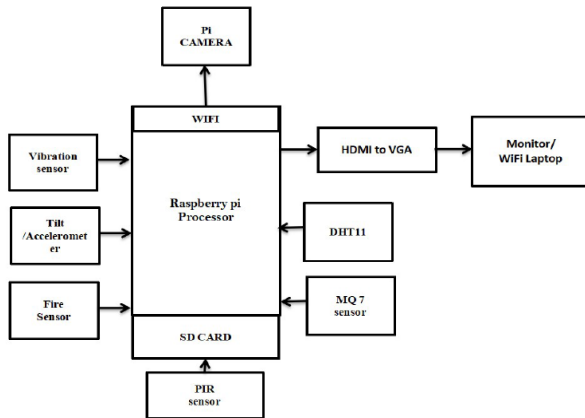 Pi
CAMERA
WIFI
Vibration
sensor
HDMI to VGA
Monitor/
WiFi Laptop
Raspberry pi
Processor
Tilt
/Acceleromet
er
DHT11
Fire
Sensor
MQ 7
sensor
SD CARD
PIR
sensor